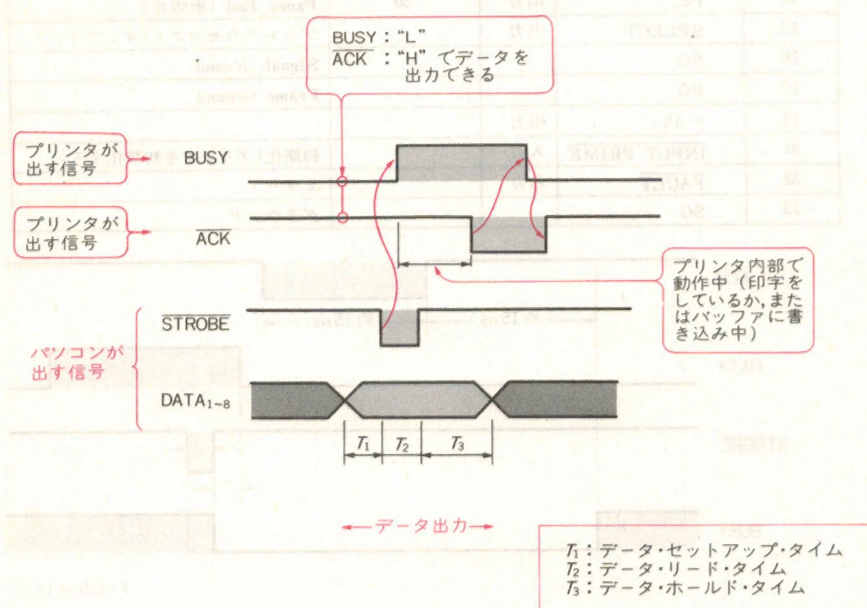 BUSY：“L”
ACK ：“H”でデータを
出力できる
プリンタが
出す信号
BUSY
プリンタが
出す信号
ACK
プリンタ内部で
動作中（印字を
しているか，また
はバッファに書
き込み中）
STROBE
パソコンが
出す信号
DATA1~8
T1 T2 T3
データ出力
T1：データ・セットアップ・タイム
T2：データ・リード・タイム
T3：データ・ホールド・タイム